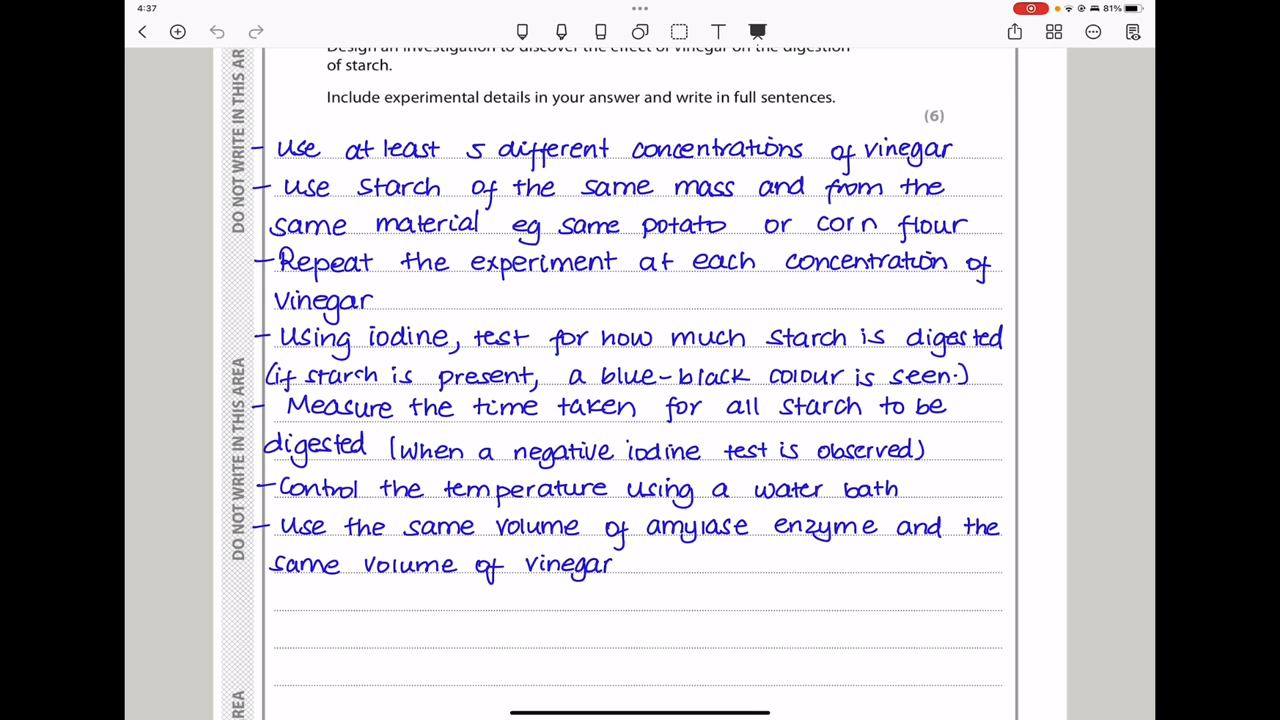 4:37
81%
T
Design an investigation to discover the effect of vinegar on the digestion
of starch.
Include experimental details in your answer and write in full sentences.
(6)
- Use at least 5 different concentrations of vinegar
- Use starch of the same mass and from the
same material eg same potato or corn flour
- Repeat the experiment at each concentration of
vinegar
- Using iodine, test for how much starch is digested
(if starch is present, a blue-black colour is seen.)
- Measure the time taken for all starch to be
digested (when a negative iodine test is observed)
- Control the temperature using a water bath
- Use the same volume of amylase enzyme and the
same volume of vinegar
DO NOT WRITE IN THIS AR
DO NOT WRITE IN THIS AREA
AREA